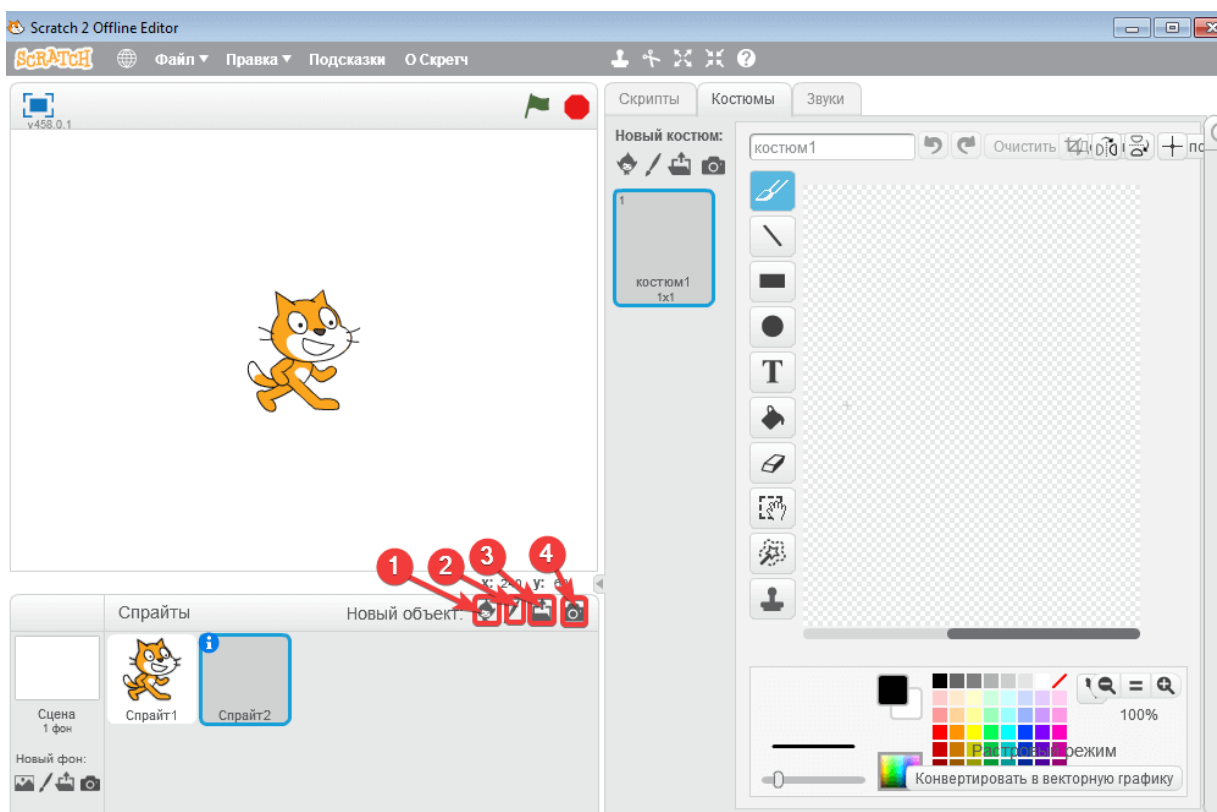 Scratch 2 Offline Editor
SCRATCH Файл Правка Подсказки О Скретч
v458.0.1
Скрипты Костюмы Звуки
Новый костюм:
костюм1
Очистить
1
костюм1
1x1
1 2 3 4
x: 240 y:
Спрайты Новый объект:
Спрайт1 Спрайт2
Сцена
1 фон
Новый фон:
T
100%
Растровый режим
Конвертировать в векторную графику